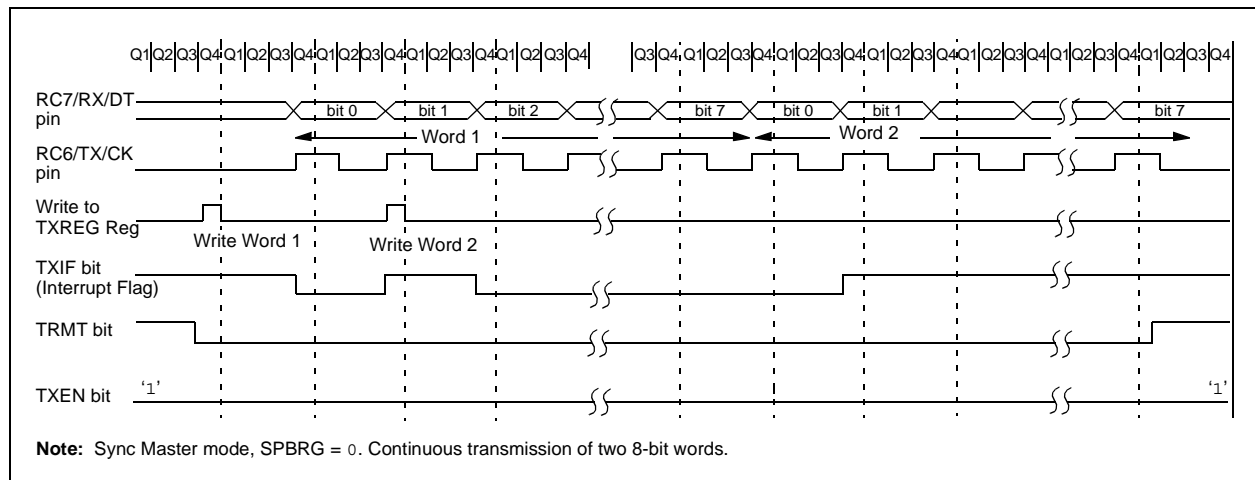 Q1 Q2 Q3 Q4 Q1 Q2 Q3 Q4 Q1 Q2 Q3 Q4 Q1 Q2 Q3 Q4 Q1 Q2 Q3 Q4 Q3 Q4 Q1 Q2 Q3 Q4 Q1 Q2 Q3 Q4 Q1 Q2 Q3 Q4 Q1 Q2 Q3 Q4 Q1 Q2 Q3 Q4 Q1 Q2 Q3 Q4
RC7/RX/DT
pin
bit 0 bit 1 bit 2 bit 7 bit 0 bit 1 bit 7
Word 1 Word 2
RC6/TX/CK
pin
Write to
TXREG Reg
Write Word 1 Write Word 2
TXIF bit
(Interrupt Flag)
TRMT bit
TXEN bit ‘1’ ‘1’
Note: Sync Master mode, SPBRG = 0. Continuous transmission of two 8-bit words.